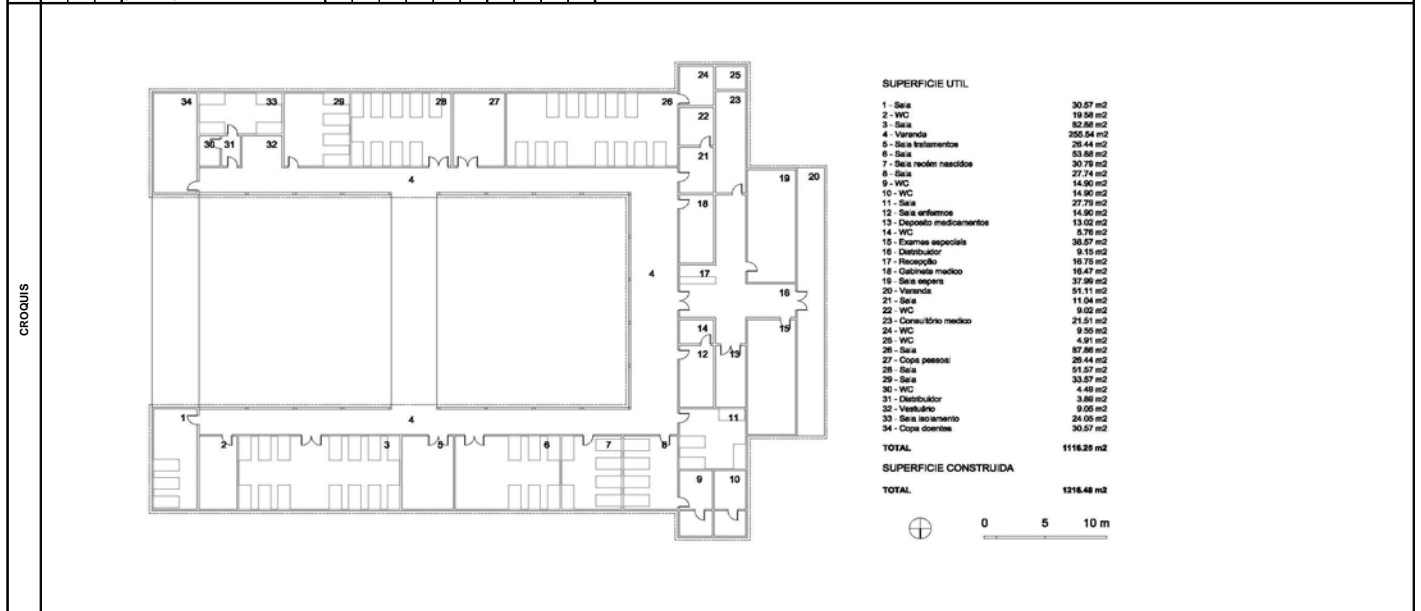 CROQUIS
34
33
29
28
27
26
24
25
23
22
21
30
31
32
4
19
20
18
4
17
16
14
15
12
13
1
4
11
2
3
5
6
7
8
9
10
SUPERFICIE UTIL
1 - Sala 30.57 m2
2 - WC 19.58 m2
3 - Sala 82.88 m2
4 - Varanda 255.54 m2
5 - Sala tratamentos 26.44 m2
6 - Sala 53.88 m2
7 - Sala recém nascidos 30.79 m2
8 - Sala 27.74 m2
9 - WC 14.90 m2
10 - WC 14.90 m2
11 - Sala 27.79 m2
12 - Sala enfermos 14.90 m2
13 - Deposito medicamentos 13.02 m2
14 - WC 5.76 m2
15 - Exames especiais 38.57 m2
16 - Distribuidor 9.15 m2
17 - Recepção 16.75 m2
18 - Gabinete medico 16.47 m2
19 - Sala espera 37.99 m2
20 - Varanda 51.11 m2
21 - Sala 11.04 m2
22 - WC 9.02 m2
23 - Consultório medico 21.51 m2
24 - WC 9.55 m2
25 - WC 4.91 m2
26 - Sala 87.86 m2
27 - Copa pessoal 26.44 m2
28 - Sala 51.57 m2
29 - Sala 33.57 m2
30 - WC 4.48 m2
31 - Distribuidor 3.89 m2
32 - Vestuário 9.05 m2
33 - Sala isolamento 24.05 m2
34 - Copa doentes 30.57 m2
TOTAL 1116.25 m2
SUPERFICIE CONSTRUIDA
TOTAL 1216.48 m2
0 5 10 m